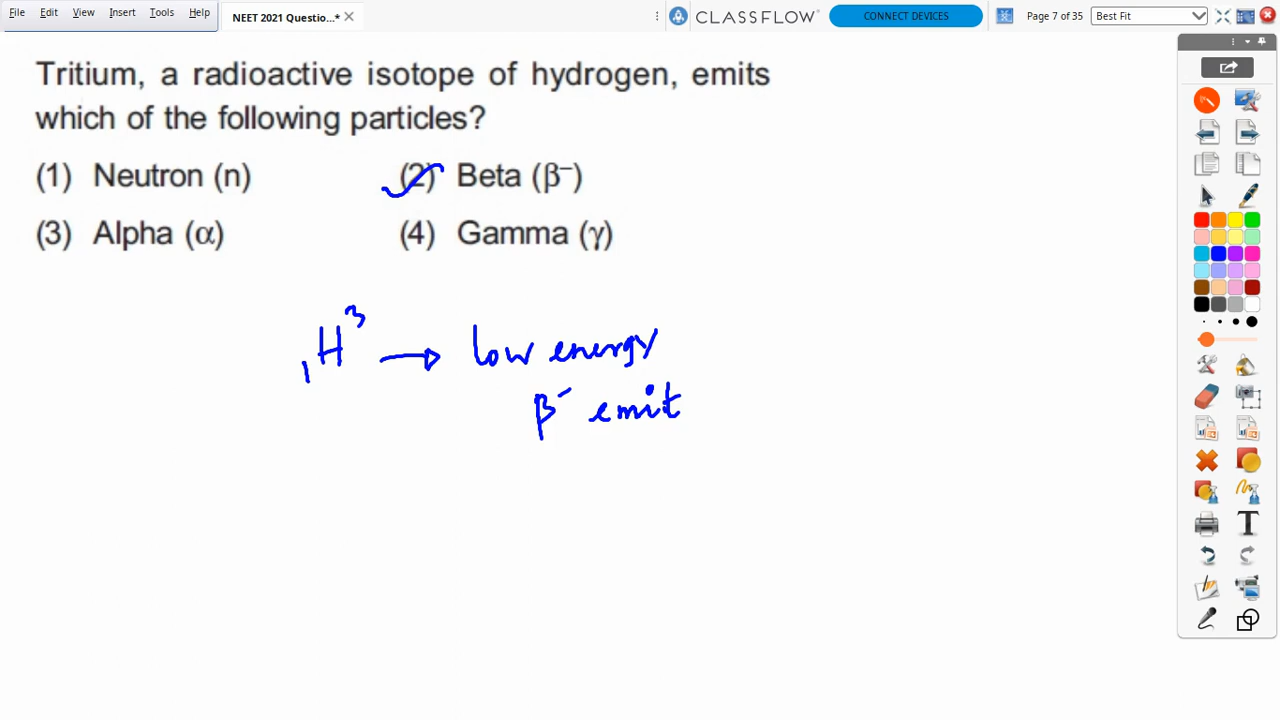 File Edit View Insert Tools Help
NEET 2021 Questio...*
CLASSFLOW
CONNECT DEVICES
Page 7 of 35
Best Fit
Tritium, a radioactive isotope of hydrogen, emits
which of the following particles?
(1) Neutron (n) (2) Beta (β⁻)
(3) Alpha (α) (4) Gamma (γ)
₁H³ → low energy
β⁻ emit